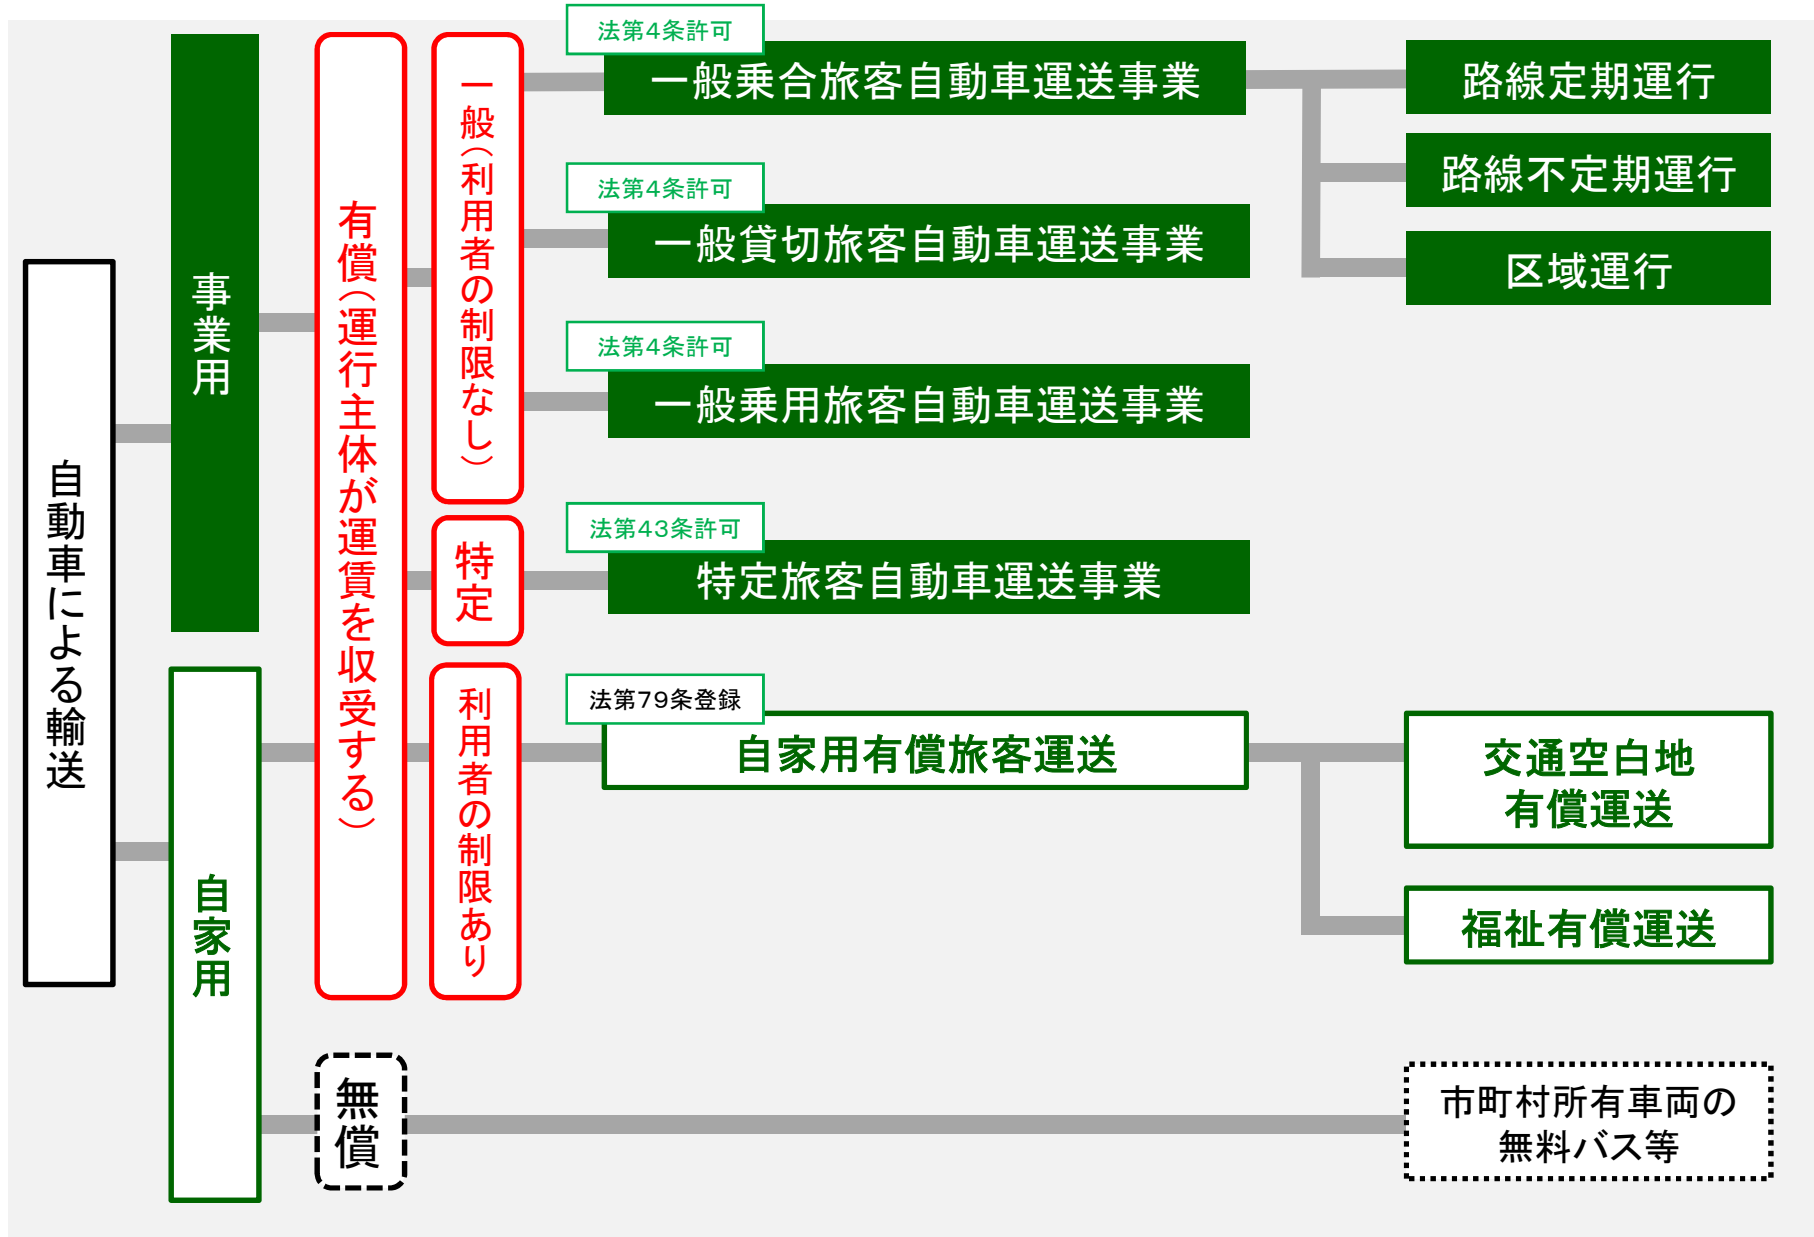 自動車による輸送
事業用
自家用
有償（運行主体が運賃を収受する）
無償
一般（利用者の制限なし）
特定
利用者の制限あり
法第4条許可
一般乗合旅客自動車運送事業
路線定期運行
路線不定期運行
区域運行
法第4条許可
一般貸切旅客自動車運送事業
法第4条許可
一般乗用旅客自動車運送事業
法第43条許可
特定旅客自動車運送事業
法第79条登録
自家用有償旅客運送
交通空白地
有償運送
福祉有償運送
市町村所有車両の
無料バス等